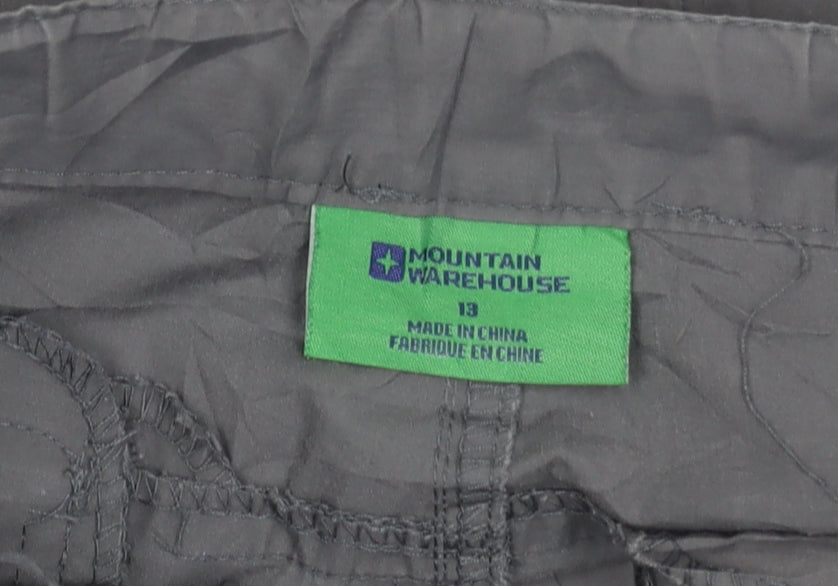 MOUNTAIN
WAREHOUSE
13
MADE IN CHINA
FABRIQUE EN CHINE